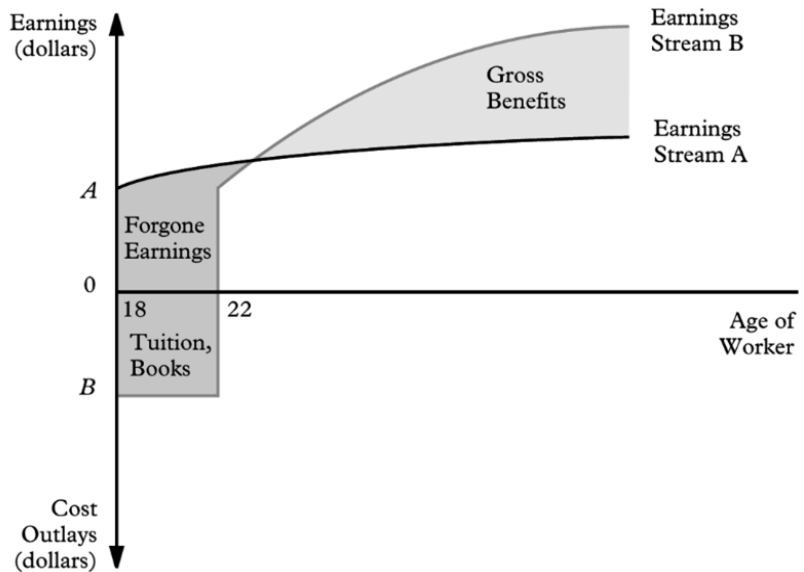 Earnings
(dollars)
Earnings
Stream B
Gross
Benefits
Earnings
Stream A
A
Forgone
Earnings
0
18
22
Age of
Worker
Tuition,
Books
B
Cost
Outlays
(dollars)